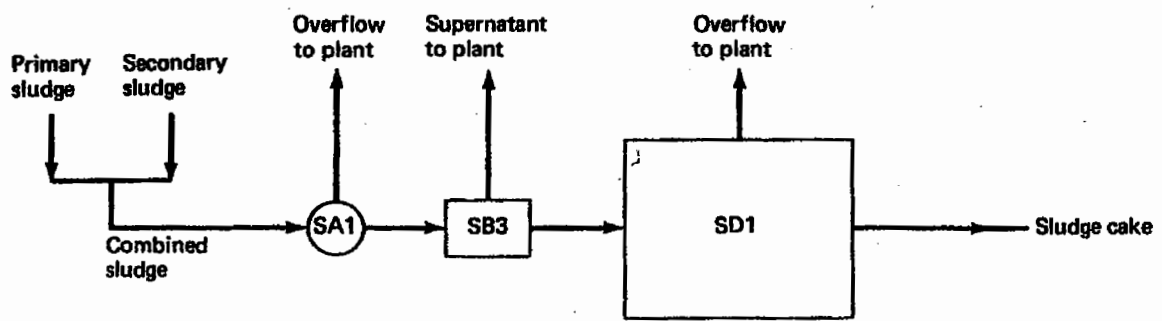 Primary
sludge
Secondary
sludge
Combined
sludge
Overflow
to plant
SA1
Supernatant
to plant
SB3
Overflow
to plant
SD1
Sludge cake